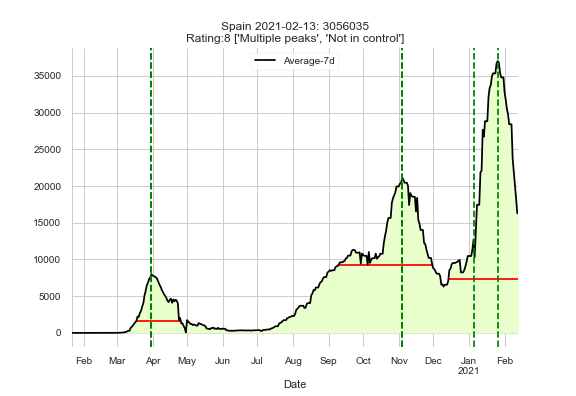 Spain 2021-02-13: 3056035
Rating:8 ['Multiple peaks', 'Not in control']
Average-7d
35000
30000
25000
20000
15000
10000
5000
0
Feb Mar Apr May Jun Jul Aug Sep Oct Nov Dec Jan Feb
2021
Date